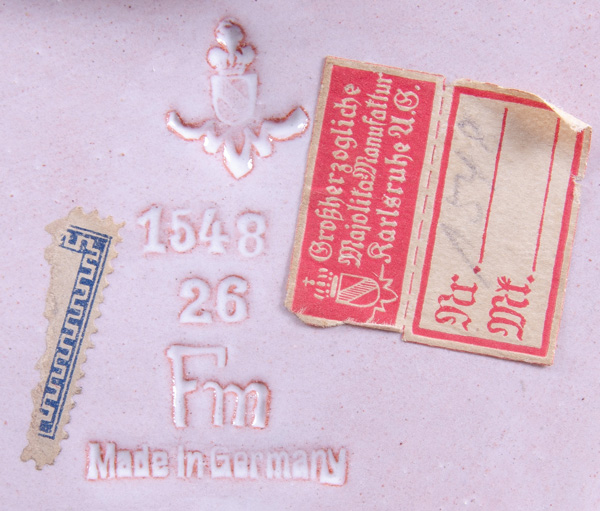 1548
26
Fm
Made in Germany
Großherzogliche
Majolika Manufaktur
Karlsruhe A.G.
Nr.
Mk.